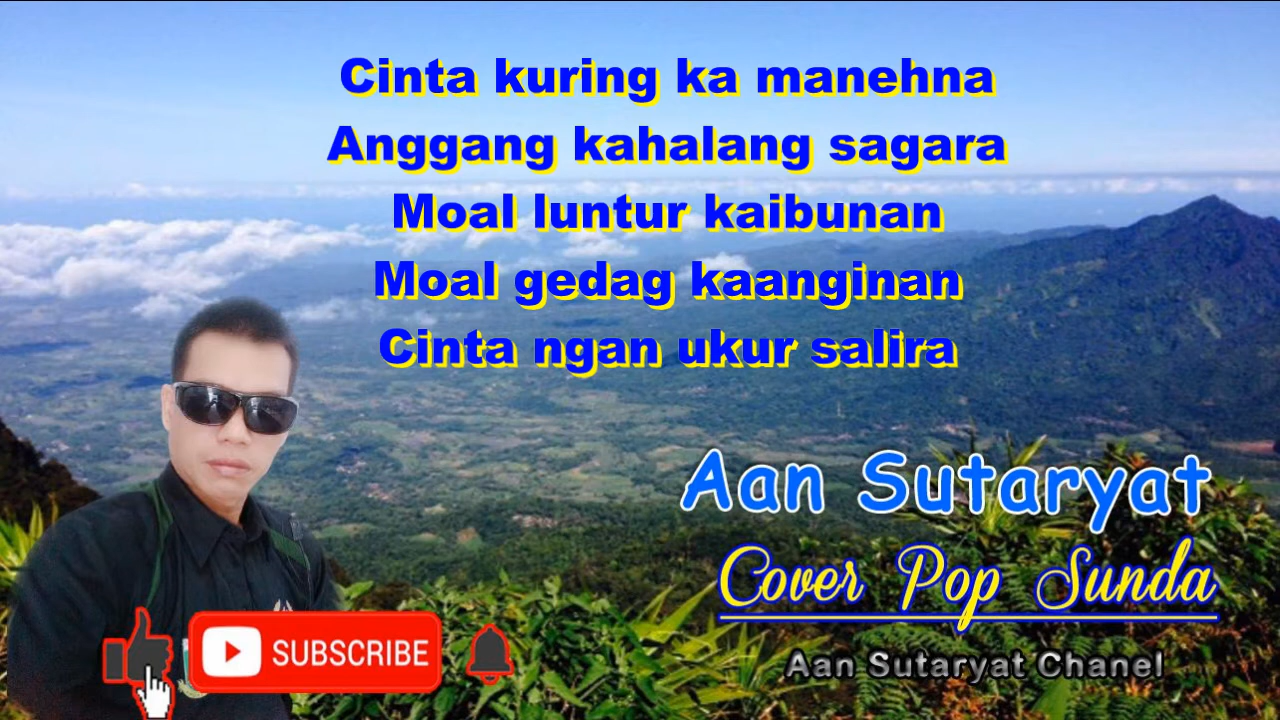 Cinta kuring ka manehna
Anggang kahalang sagara
Moal luntur kaibunan
Moal gedag kaanginan
Cinta ngan ukur salira
Aan Sutaryat
Cover Pop Sunda
SUBSCRIBE
Aan Sutaryat Chanel